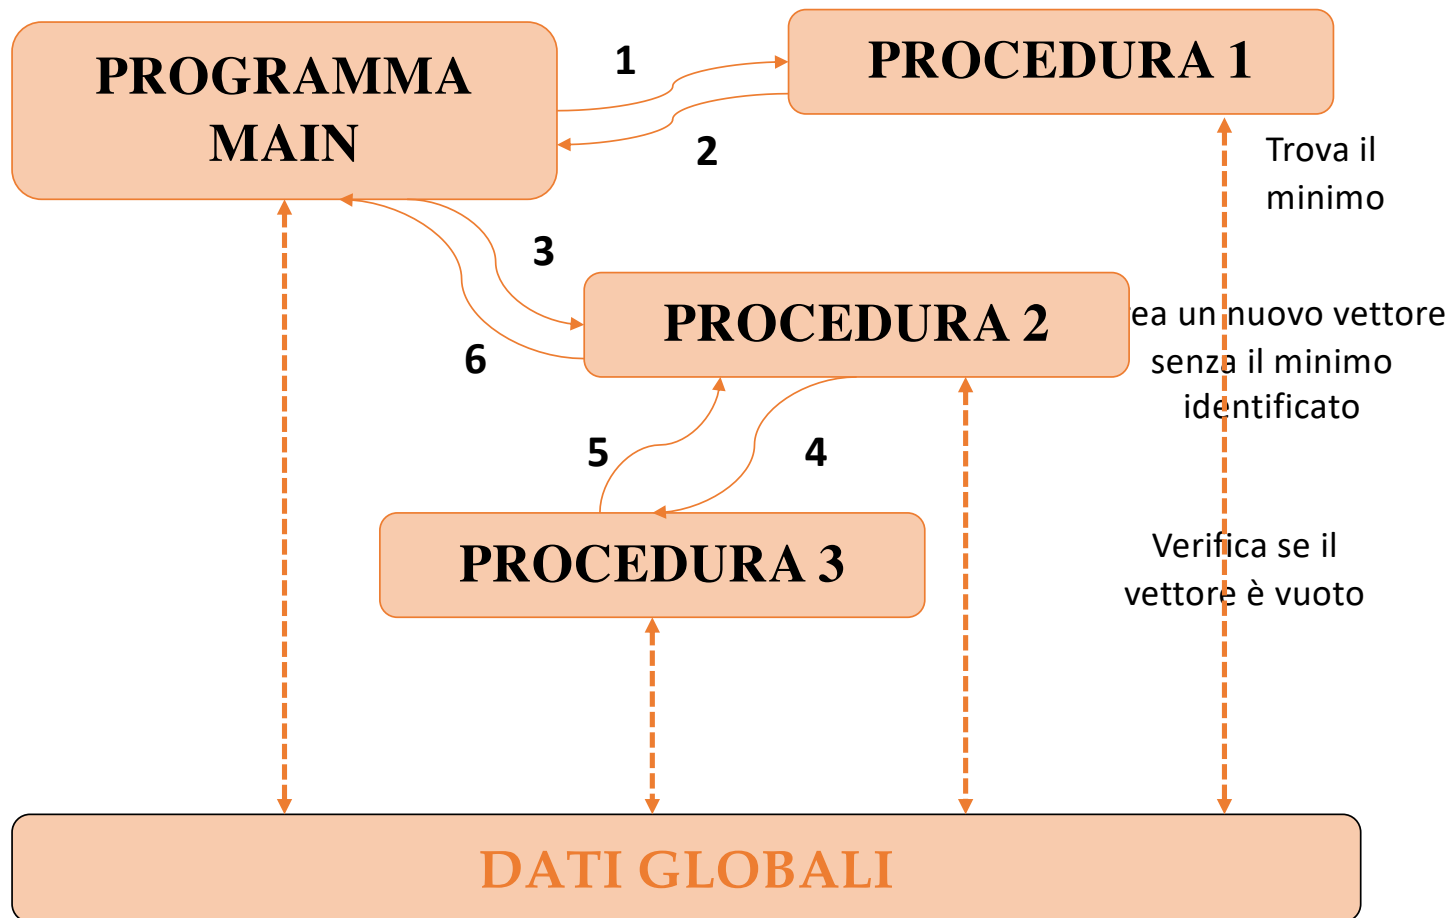 PROGRAMMA
MAIN
1
PROCEDURA 1
2
Trova il
minimo
3
PROCEDURA 2
ea un nuovo vettore
senza il minimo
identificato
6
5
4
PROCEDURA 3
Verifica se il
vettore è vuoto
DATI GLOBALI